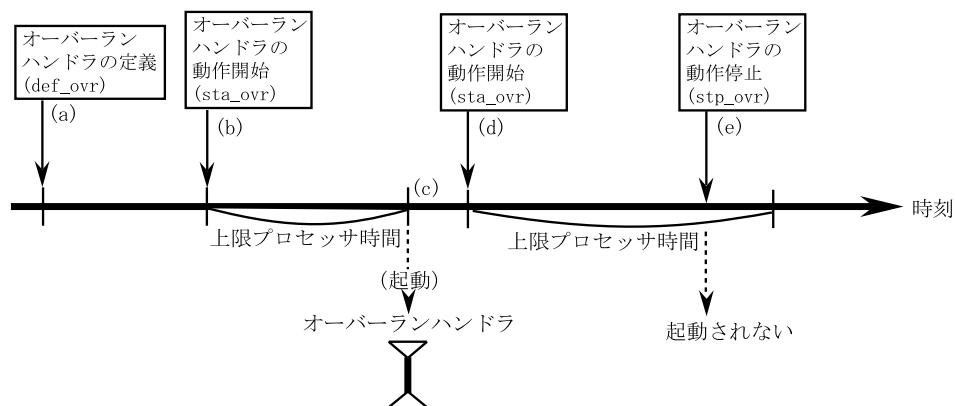 オーバーラン
ハンドラの定義
(def_ovr)
(a)
オーバーラン
ハンドラの
動作開始
(sta_ovr)
(b)
(c)
オーバーラン
ハンドラの
動作開始
(sta_ovr)
(d)
オーバーラン
ハンドラの
動作停止
(stp_ovr)
(e)
時刻
上限プロセッサ時間
上限プロセッサ時間
(起動)
オーバーランハンドラ
起動されない